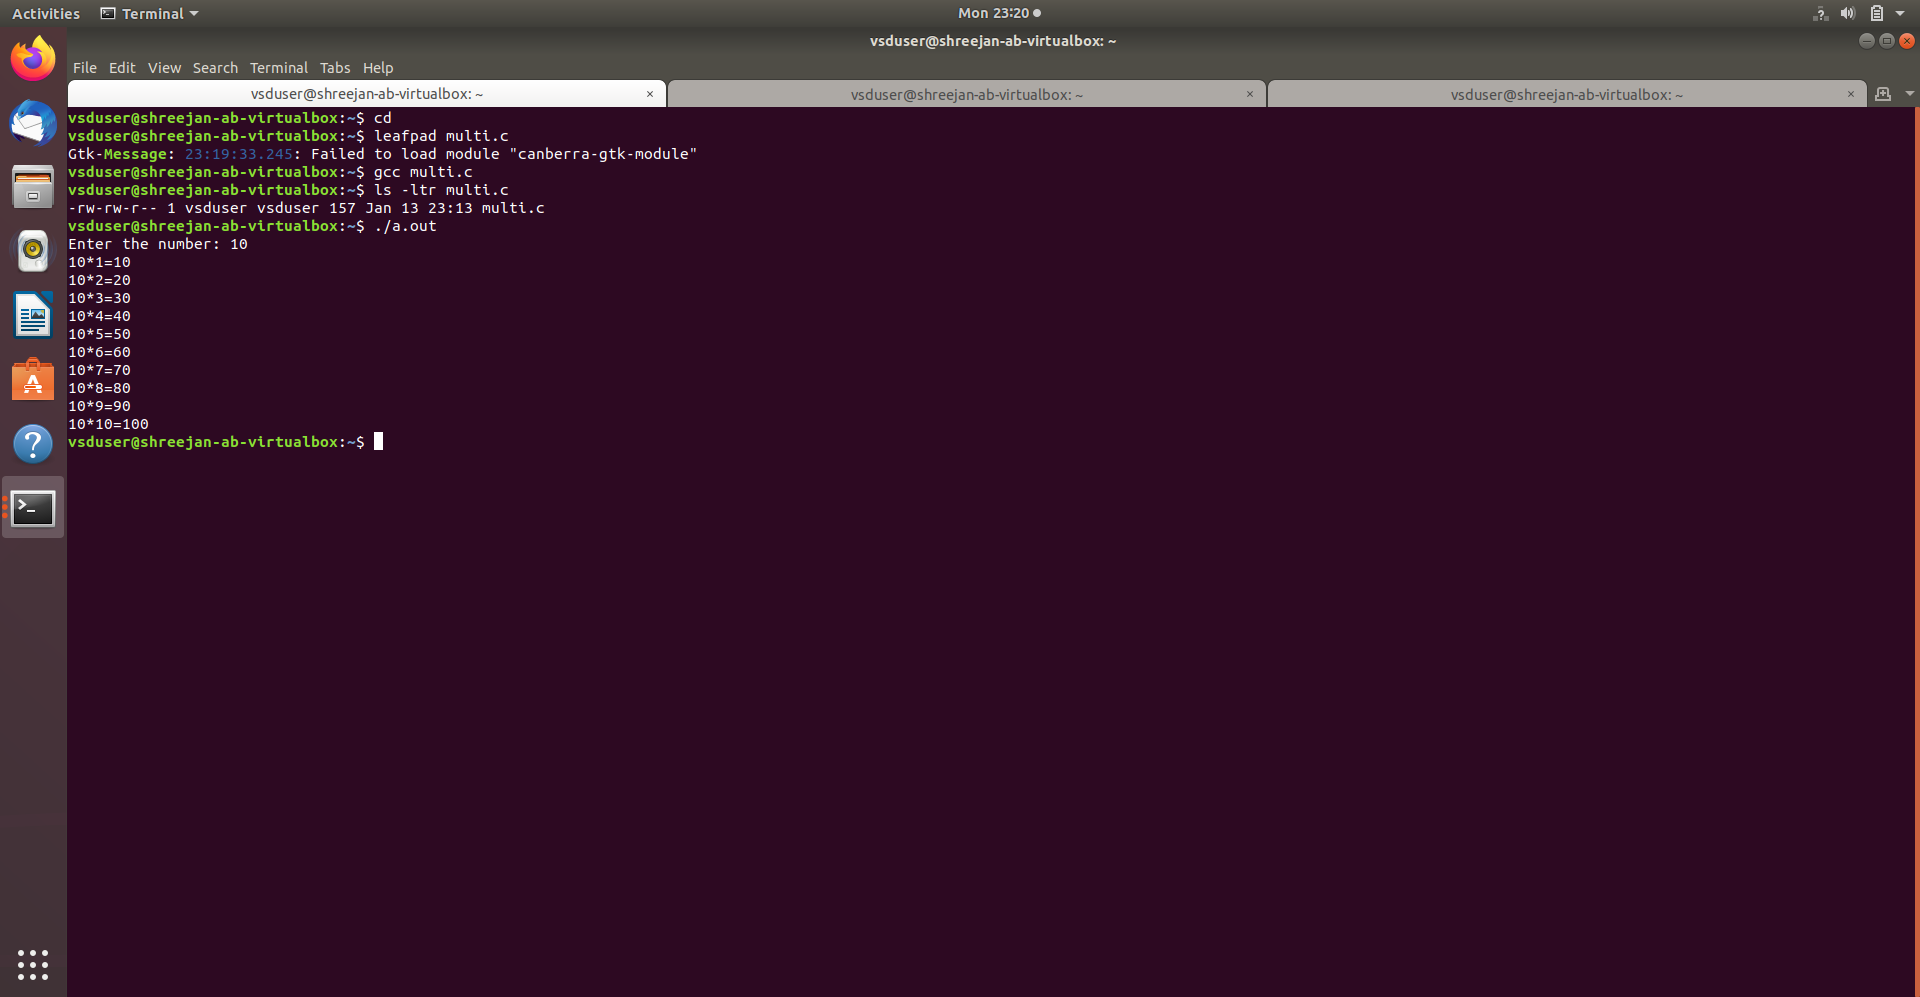 Activities Terminal Mon 23:20
vsduser@shreejan-ab-virtualbox: ~
File Edit View Search Terminal Tabs Help
vsduser@shreejan-ab-virtualbox: ~ × vsduser@shreejan-ab-virtualbox: ~ × vsduser@shreejan-ab-virtualbox: ~ ×
vsduser@shreejan-ab-virtualbox:~$ cd
vsduser@shreejan-ab-virtualbox:~$ leafpad multi.c
Gtk-Message: 23:19:33.245: Failed to load module "canberra-gtk-module"
vsduser@shreejan-ab-virtualbox:~$ gcc multi.c
vsduser@shreejan-ab-virtualbox:~$ ls -ltr multi.c
-rw-rw-r-- 1 vsduser vsduser 157 Jan 13 23:13 multi.c
vsduser@shreejan-ab-virtualbox:~$ ./a.out
Enter the number: 10
10*1=10
10*2=20
10*3=30
10*4=40
10*5=50
10*6=60
10*7=70
10*8=80
10*9=90
10*10=100
vsduser@shreejan-ab-virtualbox:~$